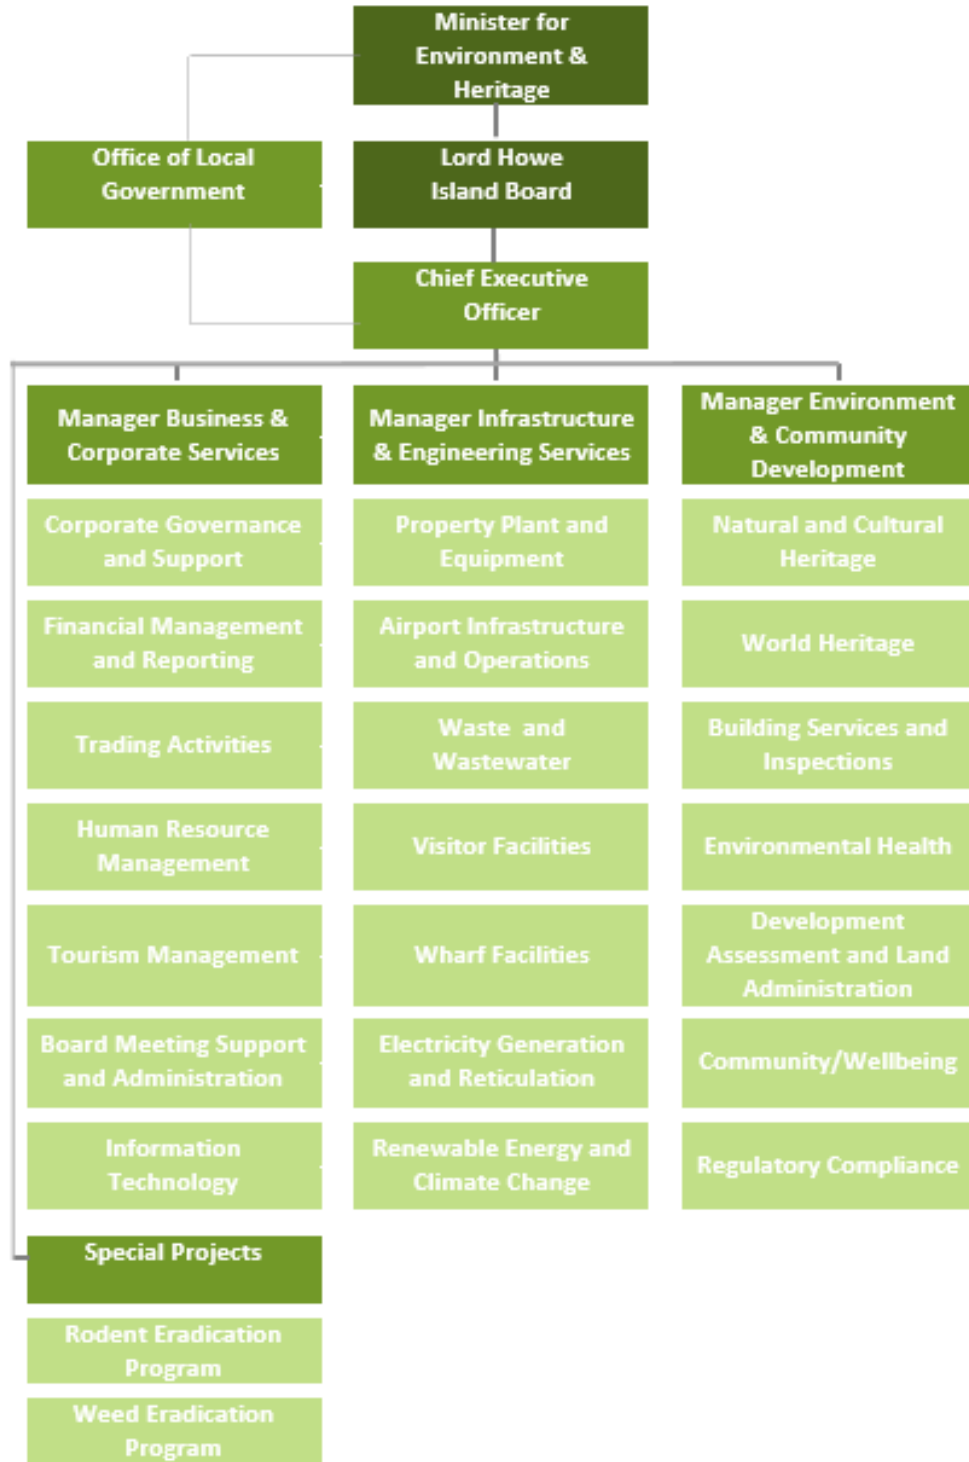 Minister for
Environment &
Heritage
Office of Local
Government
Lord Howe
Island Board
Chief Executive
Officer
Manager Business &
Corporate Services
Corporate Governance
and Support
Financial Management
and Reporting
Trading Activities
Human Resource
Management
Tourism Management
Board Meeting Support
and Administration
Information
Technology
Manager Infrastructure
& Engineering Services
Property Plant and
Equipment
Airport Infrastructure
and Operations
Waste and
Wastewater
Visitor Facilities
Wharf Facilities
Electricity Generation
and Reticulation
Renewable Energy and
Climate Change
Manager Environment
& Community
Development
Natural and Cultural
Heritage
World Heritage
Building Services and
Inspections
Environmental Health
Development
Assessment and Land
Administration
Community/Wellbeing
Regulatory Compliance
Special Projects
Rodent Eradication
Program
Weed Eradication
Program